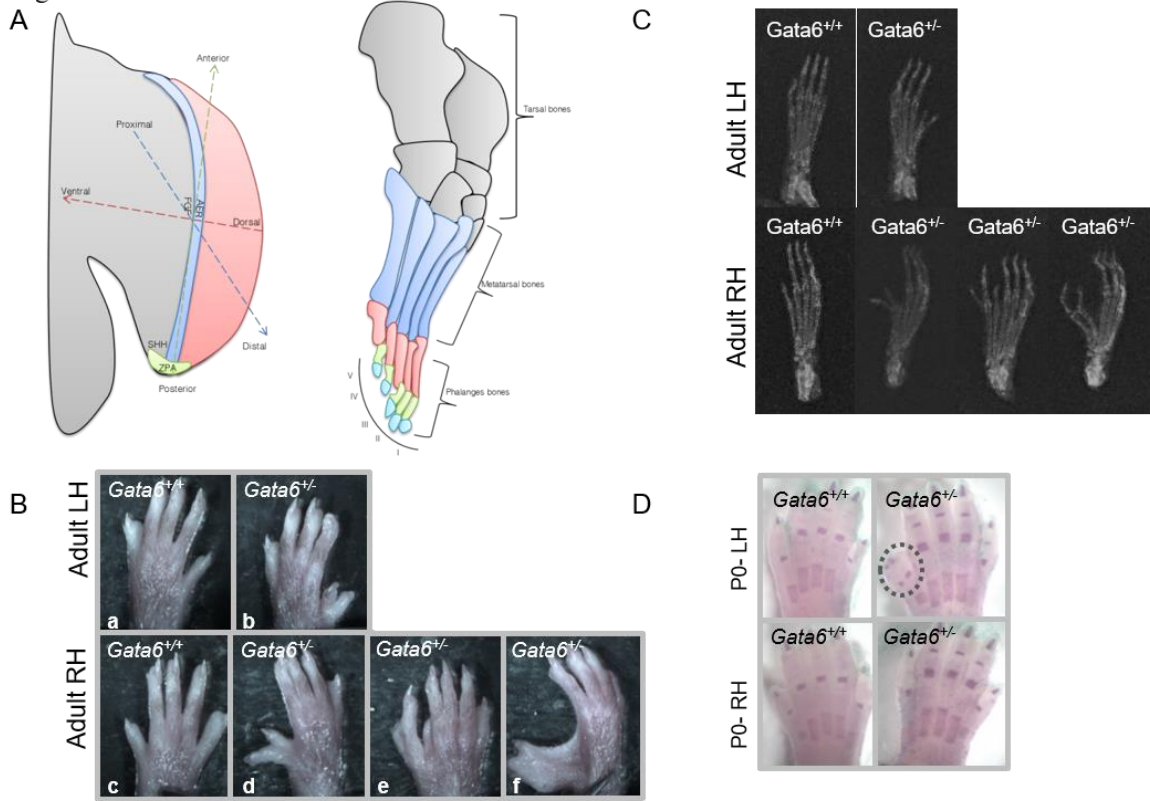 A
Anterior
Proximal
Ventral
FGFs
AER
Dorsal
Distal
SHH
ZPA
Posterior
Tarsal bones
Metatarsal bones
Phalanges bones
V
IV
III
II
I
B
Adult LH
Gata6+/+
Gata6+/-
a
b
Adult RH
Gata6+/+
Gata6+/-
Gata6+/-
Gata6+/-
c
d
e
f
C
Gata6+/+
Gata6+/-
Adult LH
Gata6+/+
Gata6+/-
Gata6+/-
Gata6+/-
Adult RH
D
Gata6+/+
Gata6+/-
P0- LH
Gata6+/+
Gata6+/-
P0- RH